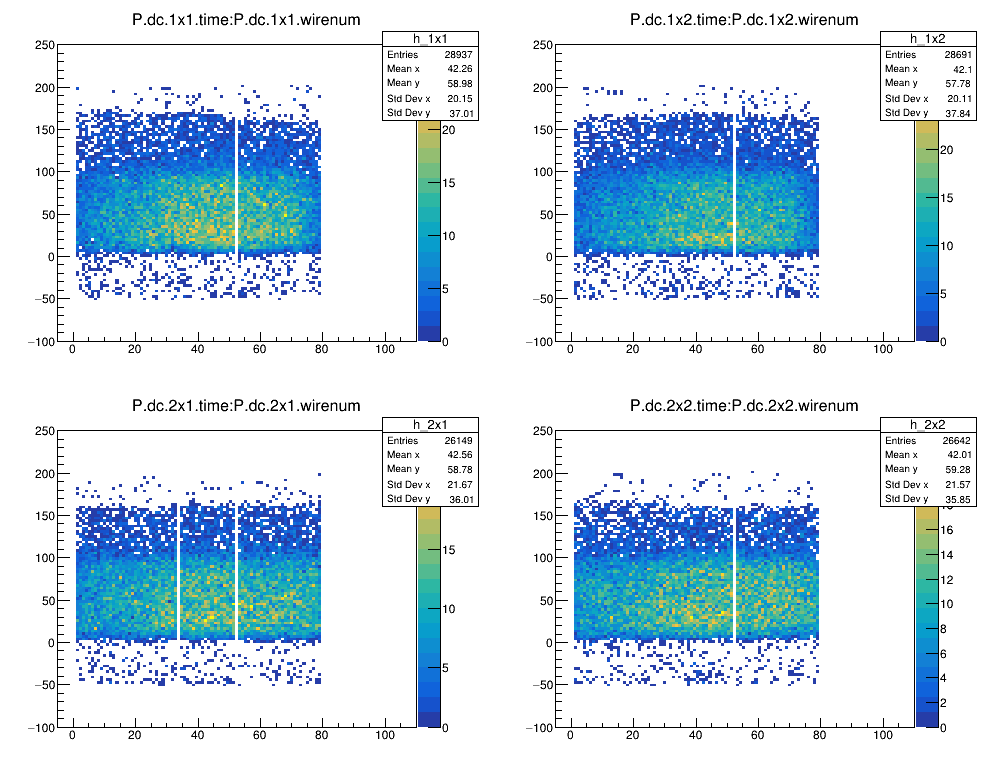 P.dc.1x1.time:P.dc.1x1.wirenum
h_1x1
Entries 28937
Mean x 42.26
Mean y 58.98
Std Dev x 20.15
Std Dev y 37.01
250
200
150
100
50
0
−50
−100
0 20 40 60 80 100
20
15
10
5
0
P.dc.1x2.time:P.dc.1x2.wirenum
h_1x2
Entries 28691
Mean x 42.1
Mean y 57.78
Std Dev x 20.11
Std Dev y 37.84
250
200
150
100
50
0
−50
−100
0 20 40 60 80 100
20
15
10
5
0
P.dc.2x1.time:P.dc.2x1.wirenum
h_2x1
Entries 26149
Mean x 42.56
Mean y 58.78
Std Dev x 21.67
Std Dev y 36.01
250
200
150
100
50
0
−50
−100
0 20 40 60 80 100
15
10
5
0
P.dc.2x2.time:P.dc.2x2.wirenum
h_2x2
Entries 26642
Mean x 42.01
Mean y 59.28
Std Dev x 21.57
Std Dev y 35.85
250
200
150
100
50
0
−50
−100
0 20 40 60 80 100
16
14
12
10
8
6
4
2
0